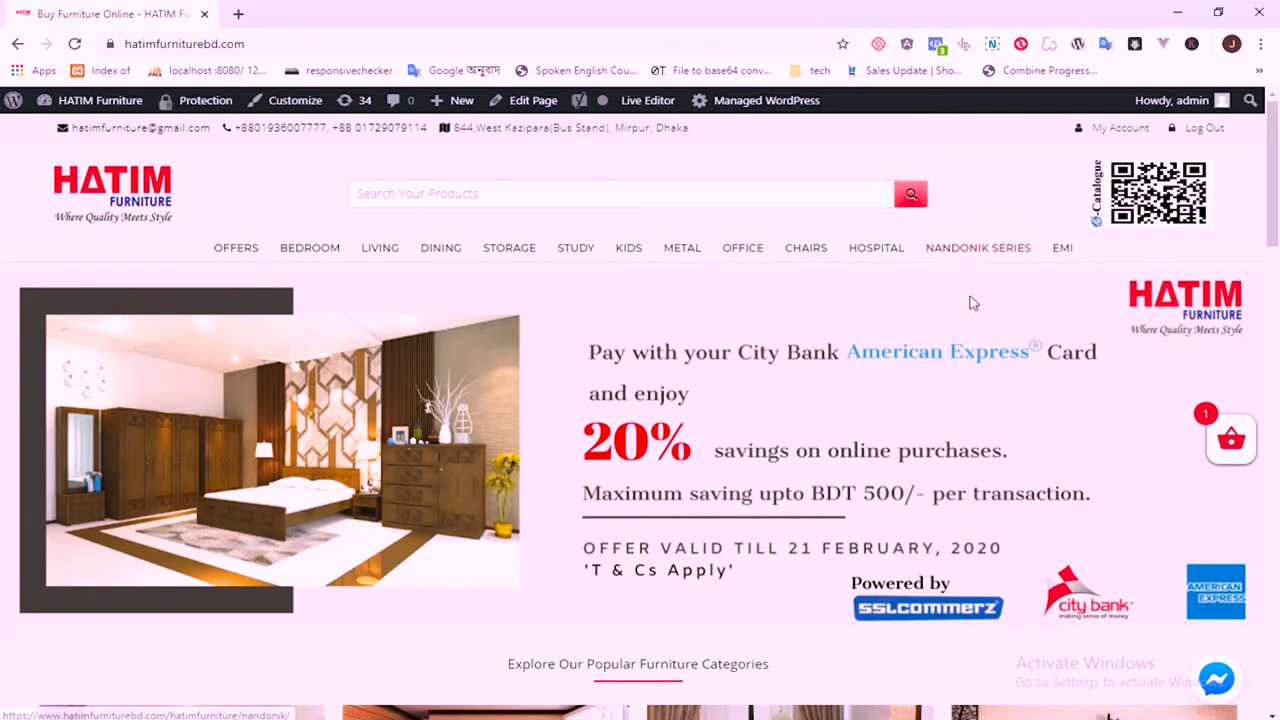 Buy Furniture Online - HATIM Fu
hatimfurniturebd.com
3
J
Apps
Index of
localhost :8080/ 12...
responsivechecker
Google অনুবাদ
Spoken English Cou...
File to base64 conv...
tech
Sales Update | Sho...
Combine Progress...
»
HATIM Furniture
Protection
Customize
34
0
New
Edit Page
Live Editor
Managed WordPress
Howdy, admin
hatimfurniture@gmail.com
+8801936007777, +88 01729079114
844,West Kazipara(Bus Stand), Mirpur, Dhaka.
My Account
Log Out
HATIM
FURNITURE
Where Quality Meets Style
Search Your Products
e-Catalogue
OFFERS
BEDROOM
LIVING
DINING
STORAGE
STUDY
KIDS
METAL
OFFICE
CHAIRS
HOSPITAL
NANDONIK SERIES
EMI
HATIM
FURNITURE
Where Quality Meets Style
Pay with your City Bank American Express® Card
and enjoy
20% savings on online purchases.
Maximum saving upto BDT 500/- per transaction.
OFFER VALID TILL 21 FEBRUARY, 2020
'T & Cs Apply'
Powered by
SSLCOMMERZ
city bank
making sense of money
AMERICAN
EXPRESS
1
Explore Our Popular Furniture Categories
Activate Windows
Go to Settings to activate Windows.
https://www.hatimfurniturebd.com/hatimfurniture/nandonik/